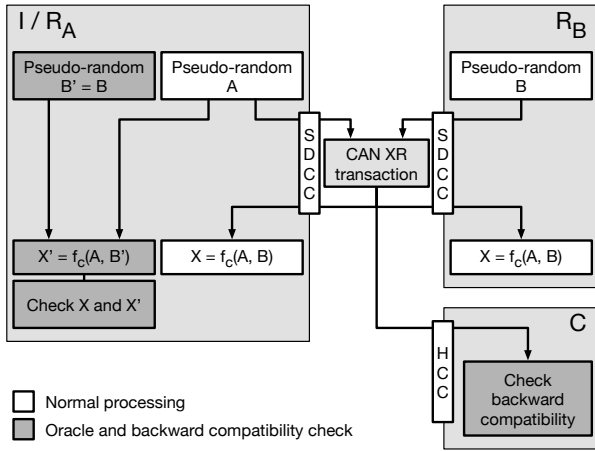 I / R_A
R_B
Pseudo-random
B' = B
Pseudo-random
A
Pseudo-random
B
S
D
C
C
CAN XR
transaction
S
D
C
C
X' = f_c(A, B')
X = f_c(A, B)
X = f_c(A, B)
Check X and X'
C
H
C
C
Check
backward
compatibility
Normal processing
Oracle and backward compatibility check